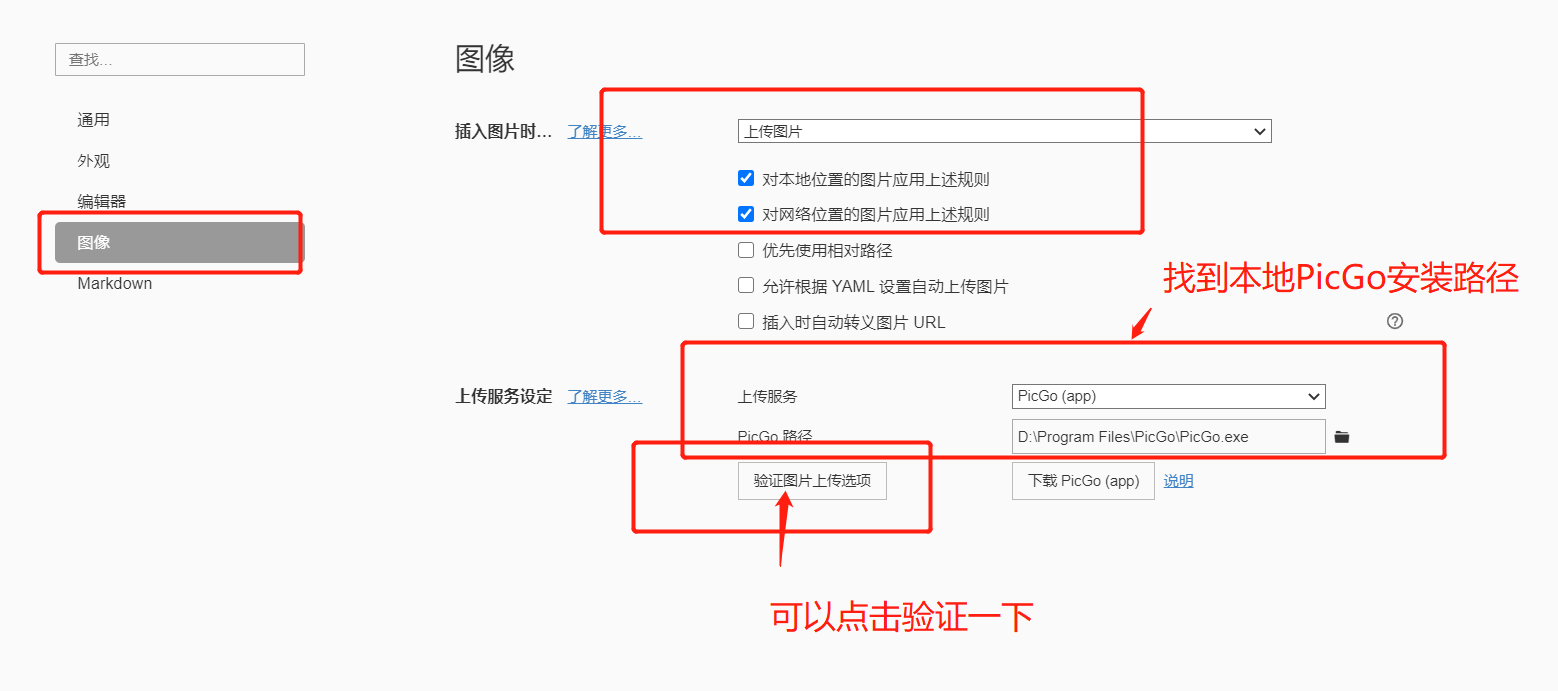 查找...
图像
通用
外观
编辑器
图像
Markdown
插入图片时... 了解更多... 上传图片
对本地位置的图片应用上述规则
对网络位置的图片应用上述规则
优先使用相对路径
允许根据 YAML 设置自动上传图片
插入时自动转义图片 URL
找到本地PicGo安装路径
上传服务设定 了解更多... 上传服务 PicGo (app)
PicGo 路径 D:\Program Files\PicGo\PicGo.exe
验证图片上传选项 下载 PicGo (app) 说明
可以点击验证一下